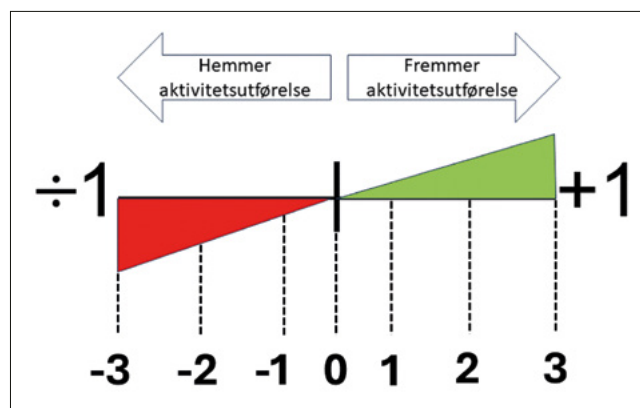 Hemmer
aktivitetsutførelse
Fremmer
aktivitetsutførelse
÷1
+1
-3 -2 -1 0 1 2 3